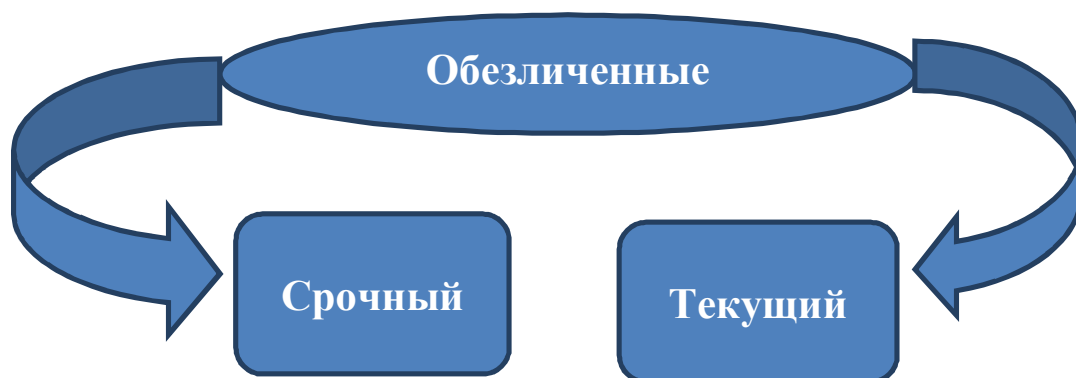 Обезличенные
Срочный
Текущий